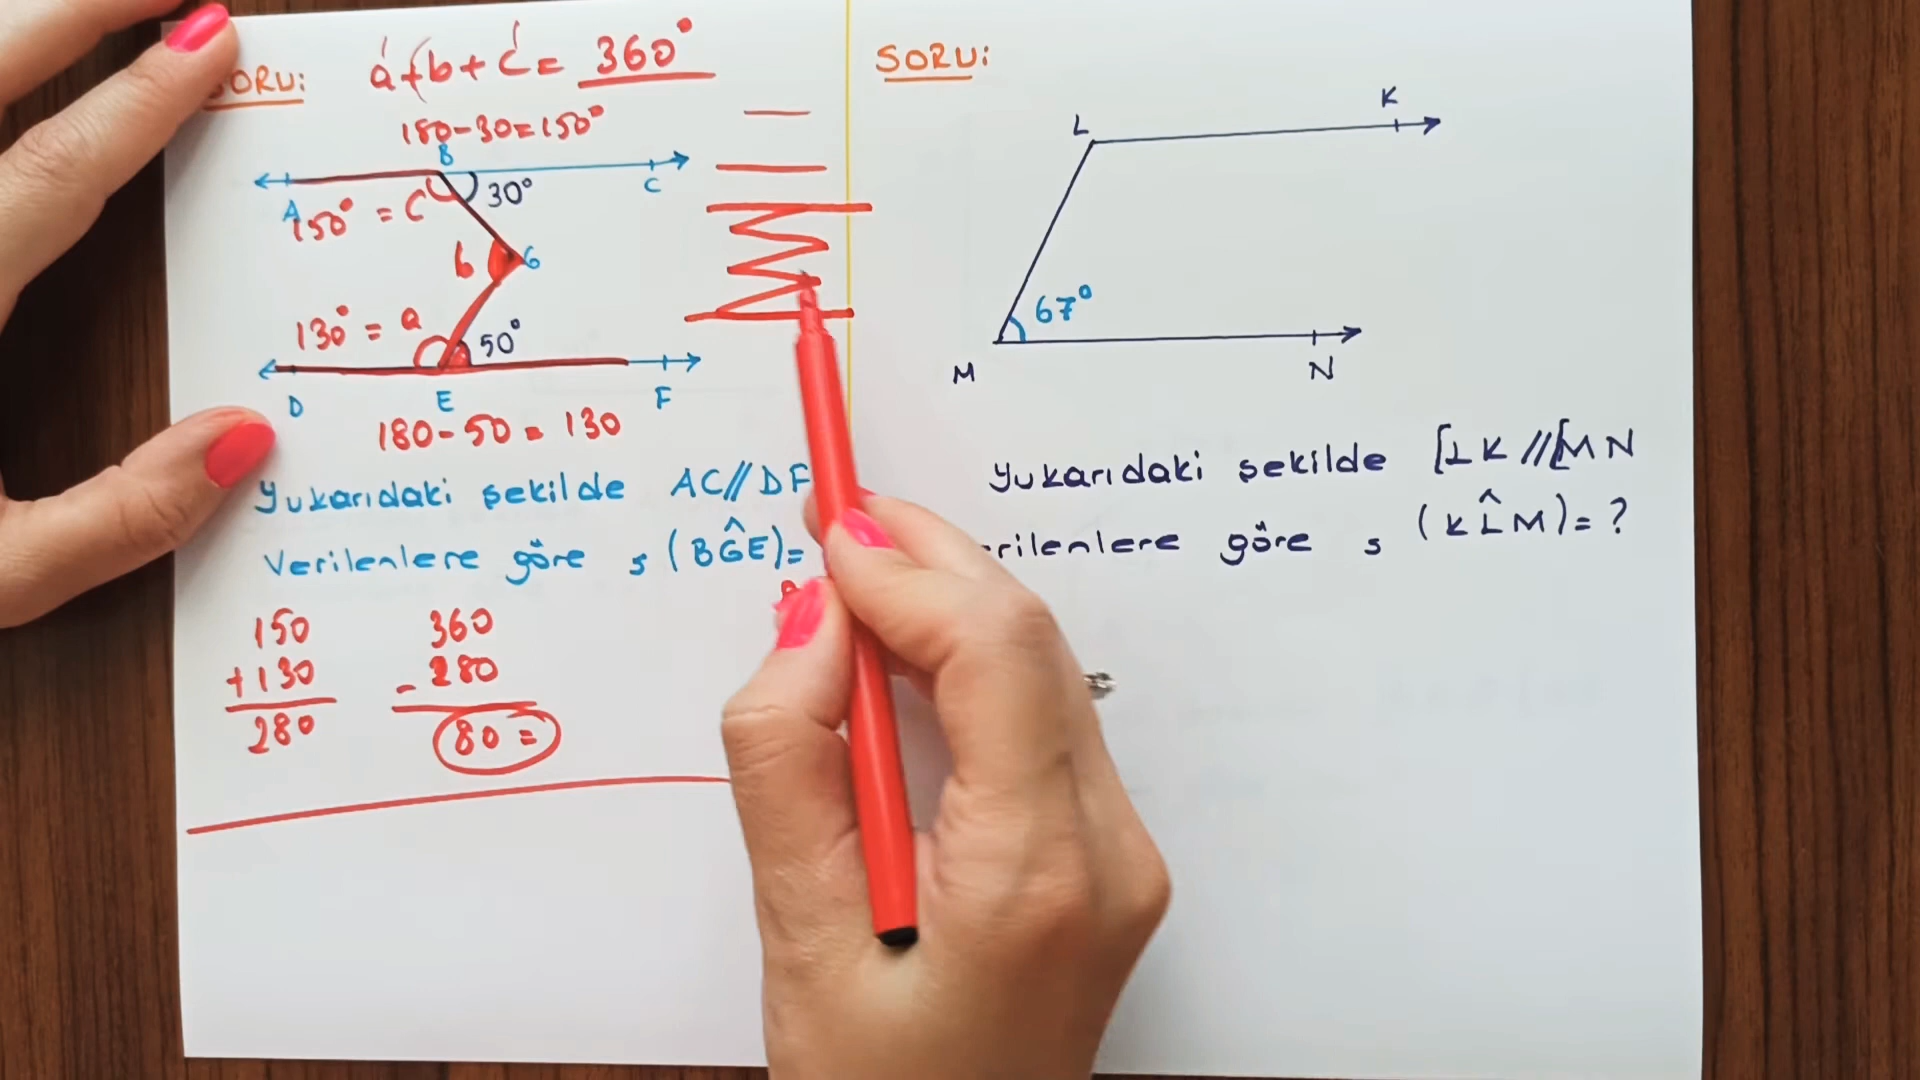 SORU:
a+b+c = 360°
180-30=150°
B
C
A
30°
150° = C
b
G
130° = a
50°
D
E
F
180-50=130
Yukarıdaki şekilde AC//DF
Verilenlere göre s(BĜE)=
150
+130
280
360
-280
80 =
SORU:
L
K
67°
M
N
Yukarıdaki şekilde [LK//[MN
göre s(KL̂M)=?